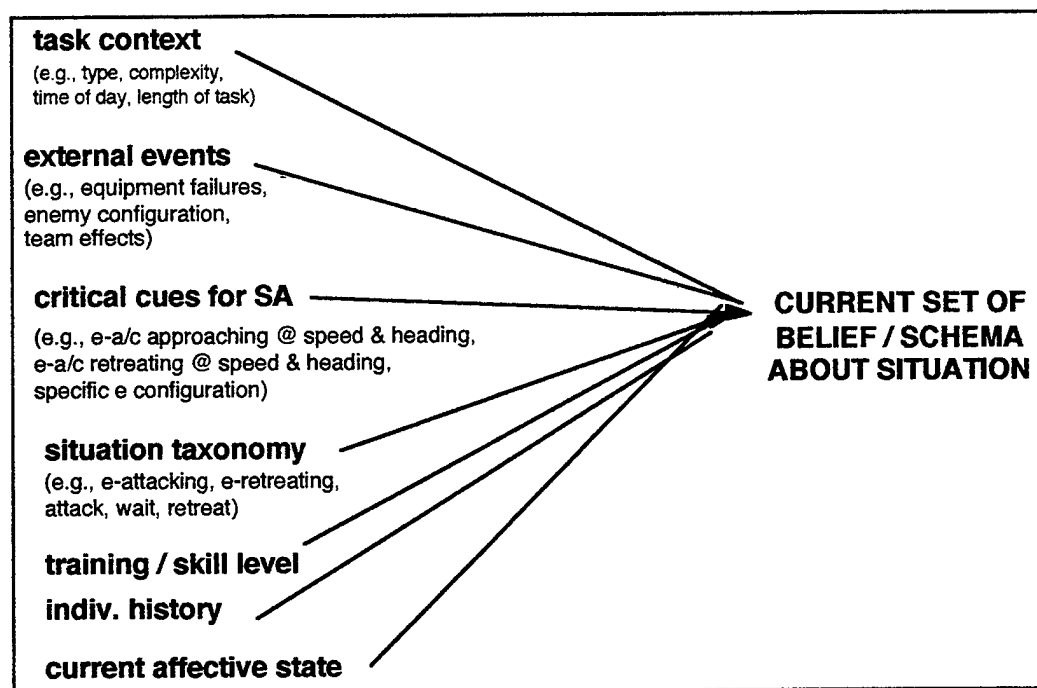 task context
(e.g., type, complexity,
time of day, length of task)
external events
(e.g., equipment failures,
enemy configuration,
team effects)
critical cues for SA
(e.g., e-a/c approaching @ speed & heading,
e-a/c retreating @ speed & heading,
specific e configuration)
situation taxonomy
(e.g., e-attacking, e-retreating,
attack, wait, retreat)
training / skill level
indiv. history
current affective state
CURRENT SET OF
BELIEF / SCHEMA
ABOUT SITUATION